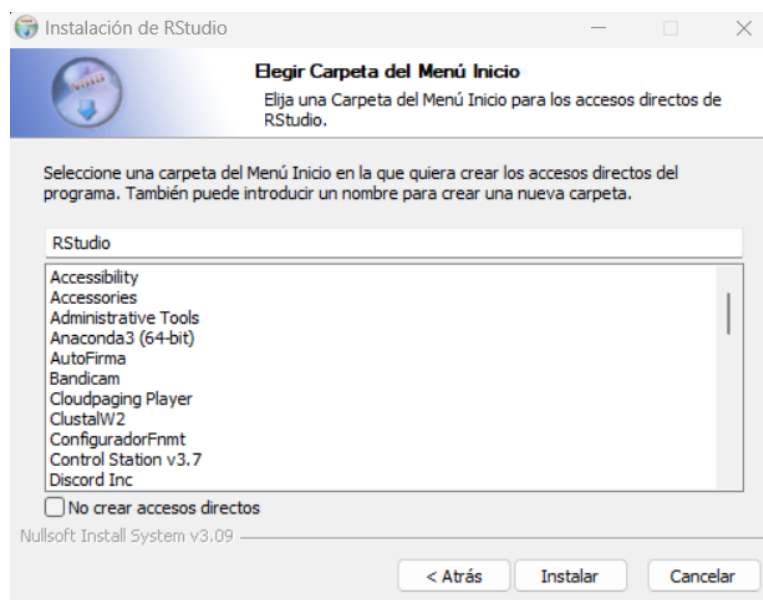 Instalación de RStudio
Elegir Carpeta del Menú Inicio
Elija una Carpeta del Menú Inicio para los accesos directos de
RStudio.
Seleccione una carpeta del Menú Inicio en la que quiera crear los accesos directos del
programa. También puede introducir un nombre para crear una nueva carpeta.
RStudio
Accessibility
Accessories
Administrative Tools
Anaconda3 (64-bit)
AutoFirma
Bandicam
Cloudpaging Player
ClustalW2
ConfiguradorFnmt
Control Station v3.7
Discord Inc
No crear accesos directos
Nullsoft Install System v3.09
< Atrás
Instalar
Cancelar